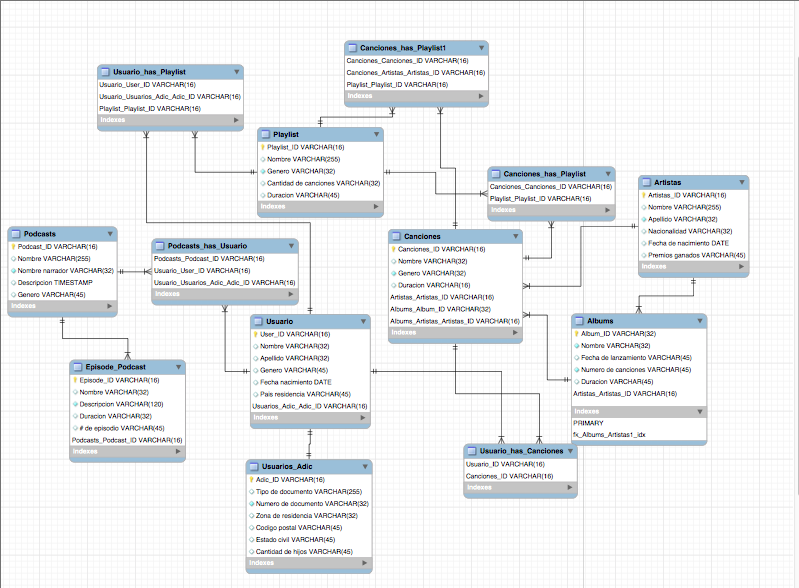 Canciones_has_Playlist1
Canciones_Canciones_ID VARCHAR(16)
Canciones_Artistas_Artistas_ID VARCHAR(16)
Playlist_Playlist_ID VARCHAR(16)
Indexes
Usuario_has_Playlist
Usuario_User_ID VARCHAR(16)
Usuario_Usuarios_Adic_Adic_ID VARCHAR(16)
Playlist_Playlist_ID VARCHAR(16)
Indexes
Playlist
Playlist_ID VARCHAR(16)
Nombre VARCHAR(255)
Genero VARCHAR(32)
Cantidad de canciones VARCHAR(32)
Duracion VARCHAR(45)
Indexes
Canciones_has_Playlist
Canciones_Canciones_ID VARCHAR(16)
Playlist_Playlist_ID VARCHAR(16)
Indexes
Artistas
Artistas_ID VARCHAR(16)
Nombre VARCHAR(255)
Apellido VARCHAR(32)
Nacionalidad VARCHAR(32)
Fecha de nacimiento DATE
Premios ganados VARCHAR(45)
Indexes
Podcasts
Podcast_ID VARCHAR(16)
Nombre VARCHAR(255)
Nombre narrador VARCHAR(32)
Descripcion TIMESTAMP
Genero VARCHAR(45)
Indexes
Podcasts_has_Usuario
Podcasts_Podcast_ID VARCHAR(16)
Usuario_User_ID VARCHAR(16)
Usuario_Usuarios_Adic_Adic_ID VARCHAR(16)
Indexes
Canciones
Canciones_ID VARCHAR(16)
Nombre VARCHAR(32)
Genero VARCHAR(32)
Duracion VARCHAR(16)
Artistas_Artistas_ID VARCHAR(16)
Albums_Album_ID VARCHAR(32)
Albums_Artistas_Artistas_ID VARCHAR(16)
Indexes
Usuario
User_ID VARCHAR(16)
Nombre VARCHAR(32)
Apellido VARCHAR(32)
Genero VARCHAR(45)
Fecha nacimiento DATE
Pais residencia VARCHAR(45)
Usuarios_Adic_Adic_ID VARCHAR(16)
Indexes
Albums
Album_ID VARCHAR(32)
Nombre VARCHAR(32)
Fecha de lanzamiento VARCHAR(45)
Numero de canciones VARCHAR(45)
Duracion VARCHAR(45)
Artistas_Artistas_ID VARCHAR(16)
Indexes
PRIMARY
fk_Albums_Artistas1_idx
Episode_Podcast
Episode_ID VARCHAR(16)
Nombre VARCHAR(32)
Descripcion VARCHAR(120)
Duracion VARCHAR(32)
# de episodio VARCHAR(45)
Podcasts_Podcast_ID VARCHAR(16)
Indexes
Usuario_has_Canciones
Usuario_ID VARCHAR(16)
Canciones_ID VARCHAR(16)
Indexes
Usuarios_Adic
Adic_ID VARCHAR(16)
Tipo de documento VARCHAR(255)
Numero de documento VARCHAR(32)
Zona de residencia VARCHAR(32)
Codigo postal VARCHAR(45)
Estado civil VARCHAR(45)
Cantidad de hijos VARCHAR(45)
Indexes